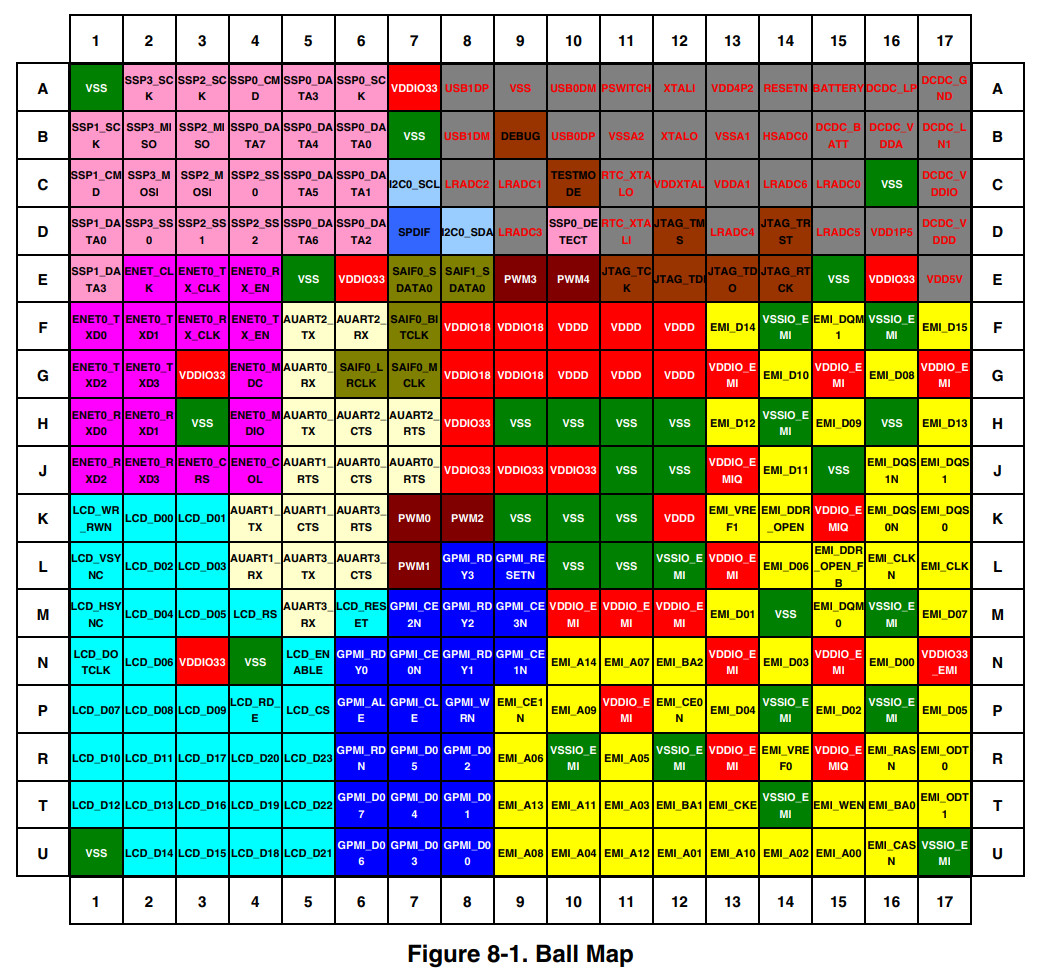 1 2 3 4 5 6 7 8 9 10 11 12 13 14 15 16 17
A VSS SSP3_SCK SSP2_SCK SSP0_CMD SSP0_DATA3 SSP0_SCK VDDIO33 USB1DP VSS USB0DM PSWITCH XTALI VDD4P2 RESETN BATTERY DCDC_LP DCDC_GND A
B SSP1_SCK SSP3_MISO SSP2_MISO SSP0_DATA7 SSP0_DATA4 SSP0_DATA0 VSS USB1DM DEBUG USB0DP VSSA2 XTALO VSSA1 HSADC0 DCDC_BATT DCDC_VDDA DCDC_LN1 B
C SSP1_CMD SSP3_MOSI SSP2_MOSI SSP2_SS0 SSP0_DATA5 SSP0_DATA1 I2C0_SCL LRADC2 LRADC1 TESTMODE RTC_XTALO VDDXTAL VDDA1 LRADC6 LRADC0 VSS DCDC_VDDIO C
D SSP1_DATA0 SSP3_SS0 SSP2_SS1 SSP2_SS2 SSP0_DATA6 SSP0_DATA2 SPDIF I2C0_SDA LRADC3 SSP0_DETECT RTC_XTALI JTAG_TMS LRADC4 JTAG_TRST LRADC5 VDD1P5 DCDC_VDDD D
E SSP1_DATA3 ENET_CLK ENET0_TX_CLK ENET0_RX_EN VSS VDDIO33 SAIF0_SDATA0 SAIF1_SDATA0 PWM3 PWM4 JTAG_TCK JTAG_TDI JTAG_TDO JTAG_RTCK VSS VDDIO33 VDD5V E
F ENET0_TXD0 ENET0_TXD1 ENET0_RX_CLK ENET0_TX_EN AUART2_TX AUART2_RX SAIF0_BITCLK VDDIO18 VDDIO18 VDDD VDDD VDDD EMI_D14 VSSIO_EMI EMI_DQM1 VSSIO_EMI EMI_D15 F
G ENET0_TXD2 ENET0_TXD3 VDDIO33 ENET0_MDC AUART0_RX SAIF0_LRCLK SAIF0_MCLK VDDIO18 VDDIO18 VDDD VDDD VDDD VDDIO_EMI EMI_D10 VDDIO_EMI EMI_D08 VDDIO_EMI G
H ENET0_RXD0 ENET0_RXD1 VSS ENET0_MDIO AUART0_TX AUART2_CTS AUART2_RTS VDDIO33 VSS VSS VSS VSS EMI_D12 VSSIO_EMI EMI_D09 VSS EMI_D13 H
J ENET0_RXD2 ENET0_RXD3 ENET0_CRS ENET0_COL AUART1_RTS AUART0_CTS AUART0_RTS VDDIO33 VDDIO33 VDDIO33 VSS VSS VDDIO_EMIQ EMI_D11 VSS EMI_DQS1N EMI_DQS1 J
K LCD_WR_RWN LCD_D00 LCD_D01 AUART1_TX AUART1_CTS AUART3_RTS PWM0 PWM2 VSS VSS VSS VDDD EMI_VREF1 EMI_DDR_OPEN VDDIO_EMIQ EMI_DQS0N EMI_DQS0 K
L LCD_VSYNC LCD_D02 LCD_D03 AUART1_RX AUART3_TX AUART3_CTS PWM1 GPMI_RDY3 GPMI_RESETN VSS VSS VSSIO_EMI VDDIO_EMI EMI_D06 EMI_DDR_OPEN_FB EMI_CLKN EMI_CLK L
M LCD_HSYNC LCD_D04 LCD_D05 LCD_RS AUART3_RX LCD_RESET GPMI_CE2N GPMI_RDY2 GPMI_CE3N VDDIO_EMI VDDIO_EMI VDDIO_EMI EMI_D01 VSS EMI_DQM0 VSSIO_EMI EMI_D07 M
N LCD_DOTCLK LCD_D06 VDDIO33 VSS LCD_ENABLE GPMI_RDY0 GPMI_CE0N GPMI_RDY1 GPMI_CE1N EMI_A14 EMI_A07 EMI_BA2 VDDIO_EMI EMI_D03 VDDIO_EMI EMI_D00 VDDIO33_EMI N
P LCD_D07 LCD_D08 LCD_D09 LCD_RD_E LCD_CS GPMI_ALE GPMI_CLE GPMI_WRN EMI_CE1N EMI_A09 VDDIO_EMI EMI_CE0N EMI_D04 VSSIO_EMI EMI_D02 VSSIO_EMI EMI_D05 P
R LCD_D10 LCD_D11 LCD_D17 LCD_D20 LCD_D23 GPMI_RDN GPMI_D05 GPMI_D02 EMI_A06 VSSIO_EMI EMI_A05 VSSIO_EMI VDDIO_EMI EMI_VREF0 VDDIO_EMIQ EMI_RASN EMI_ODT0 R
T LCD_D12 LCD_D13 LCD_D16 LCD_D19 LCD_D22 GPMI_D07 GPMI_D04 GPMI_D01 EMI_A13 EMI_A11 EMI_A03 EMI_BA1 EMI_CKE VSSIO_EMI EMI_WEN EMI_BA0 EMI_ODT1 T
U VSS LCD_D14 LCD_D15 LCD_D18 LCD_D21 GPMI_D06 GPMI_D03 GPMI_D00 EMI_A08 EMI_A04 EMI_A12 EMI_A01 EMI_A10 EMI_A02 EMI_A00 EMI_CASN VSSIO_EMI U
1 2 3 4 5 6 7 8 9 10 11 12 13 14 15 16 17
Figure 8-1. Ball Map